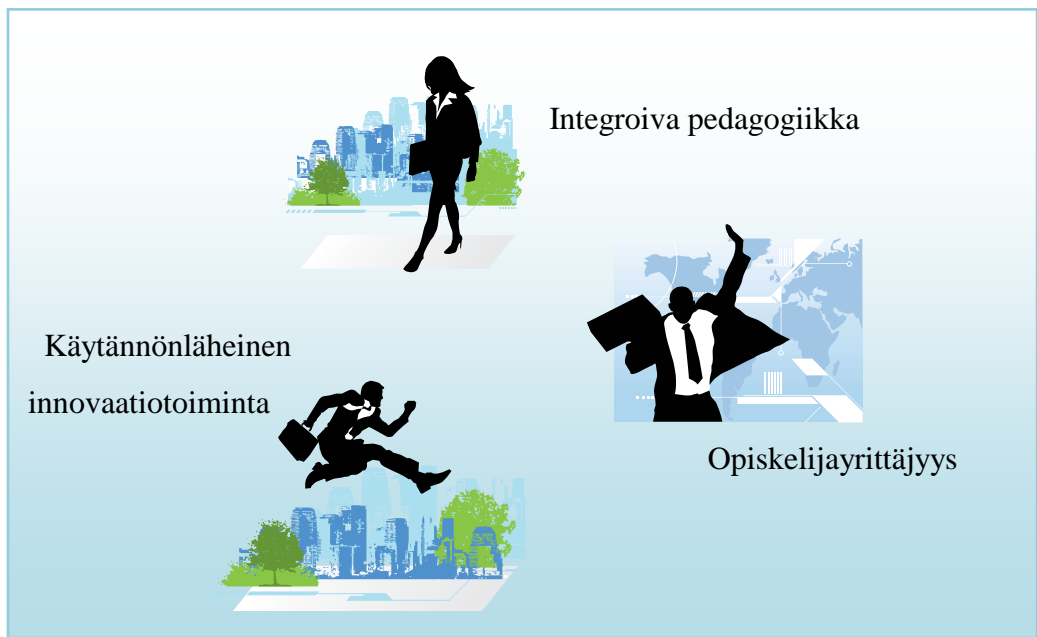 Integroiva pedagogiikka
Käytännönläheinen
innovaatiotoiminta
Opiskelijayrittäjyys